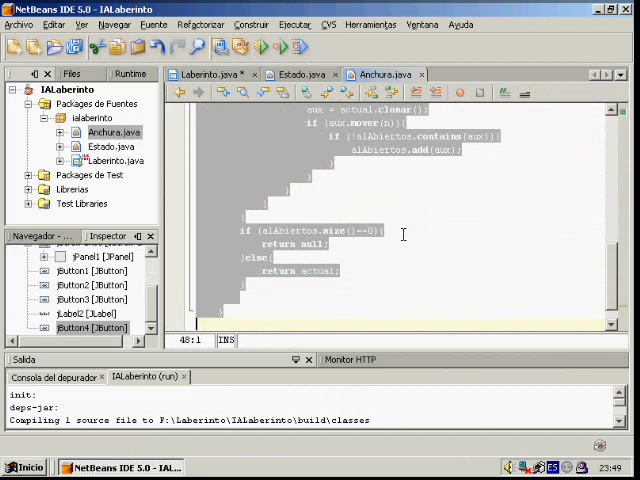 NetBeans IDE 5.0 - IALaberinto
Archivo Editar Ver Navegar Fuente Refactorizar Construir Ejecutar CVS Herramientas Ventana Ayuda
Files Runtime
Laberinto.java * Estado.java Anchura.java
IALaberinto
Packages de Fuentes
ialaberinto
Anchura.java
Estado.java
Laberinto.java
Packages de Test
Librerias
Test Libraries
Navegador - Inspector
jPanel1 [JPanel]
jButton1 [JButton]
jButton2 [JButton]
jButton3 [JButton]
jLabel2 [JLabel]
jButton4 [JButton]
aux = actual.clonar();
if (aux.mover(n)){
if (!alAbiertos.contains(aux)){
alAbiertos.add(aux);
}
}
}
}
}
if (alAbiertos.size()==0){
return null;
}else{
return actual;
}
}
48:1 INS
Salida Monitor HTTP
Consola del depurador IALaberinto (run)
init:
deps-jar:
Compiling 1 source file to F:\Laberinto\IALaberinto\build\classes
Inicio NetBeans IDE 5.0 - IAL... ES 23:49